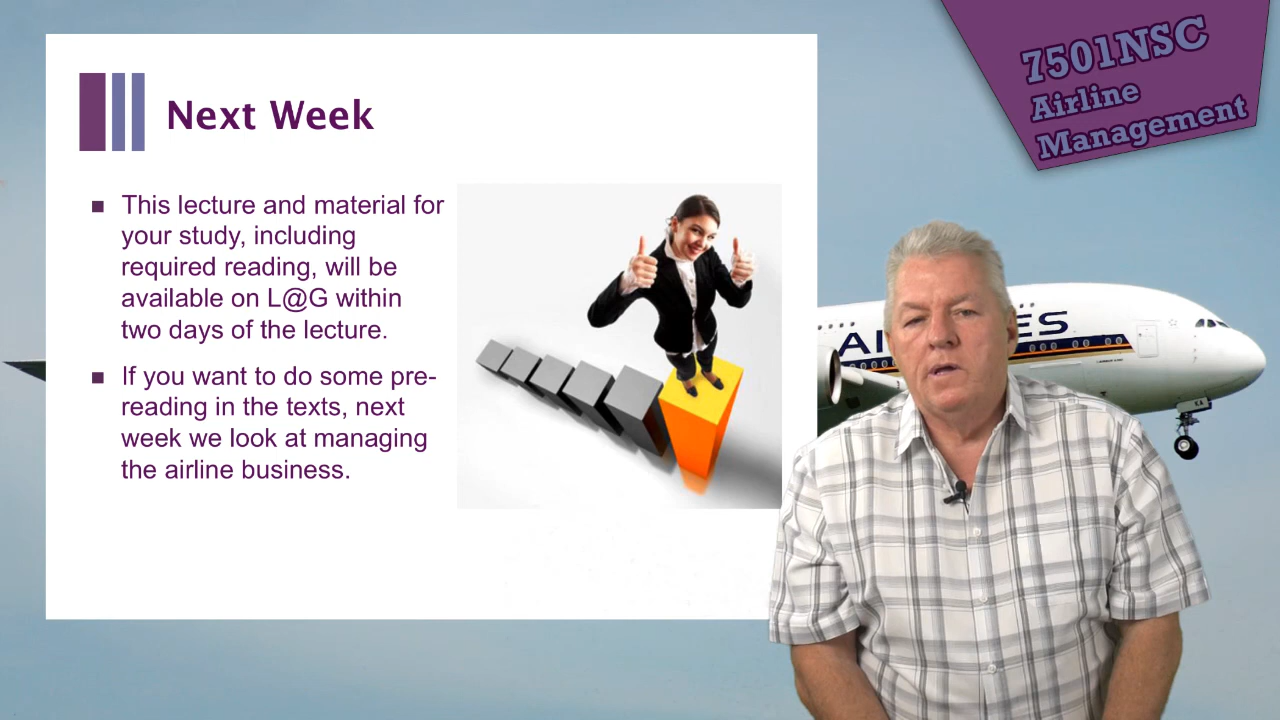 7501NSC
Airline
Management
Next Week
■ This lecture and material for
your study, including
required reading, will be
available on L@G within
two days of the lecture.
■ If you want to do some pre-
reading in the texts, next
week we look at managing
the airline business.